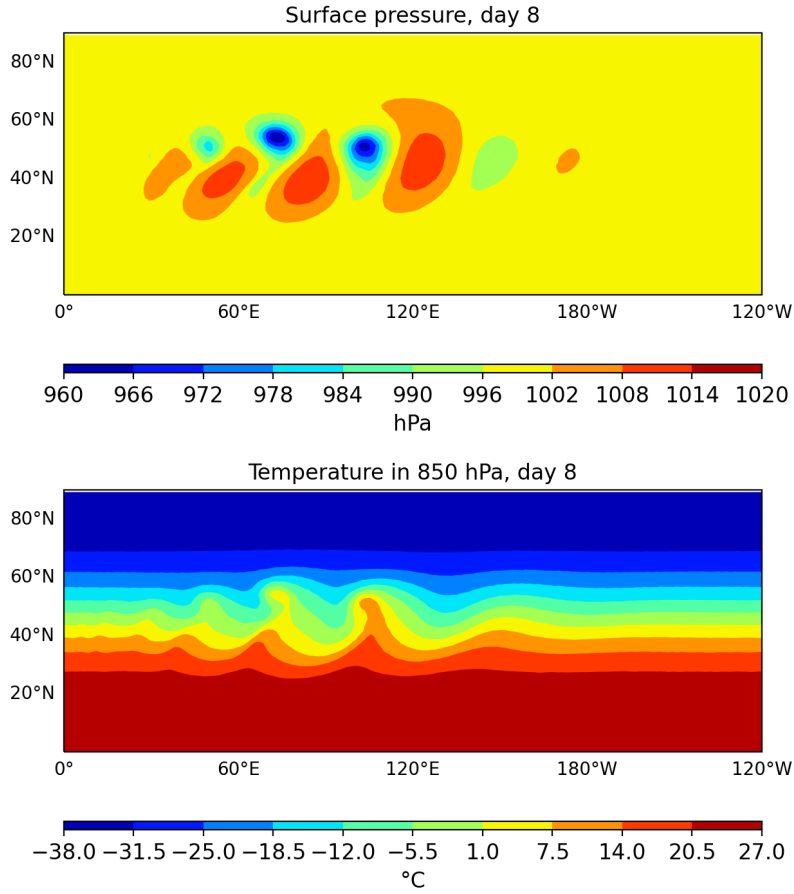 Surface pressure, day 8
80°N
60°N
40°N
20°N
0° 60°E 120°E 180°W 120°W
960 966 972 978 984 990 996 1002 1008 1014 1020
hPa
Temperature in 850 hPa, day 8
80°N
60°N
40°N
20°N
0° 60°E 120°E 180°W 120°W
−38.0 −31.5 −25.0 −18.5 −12.0 −5.5 1.0 7.5 14.0 20.5 27.0
°C